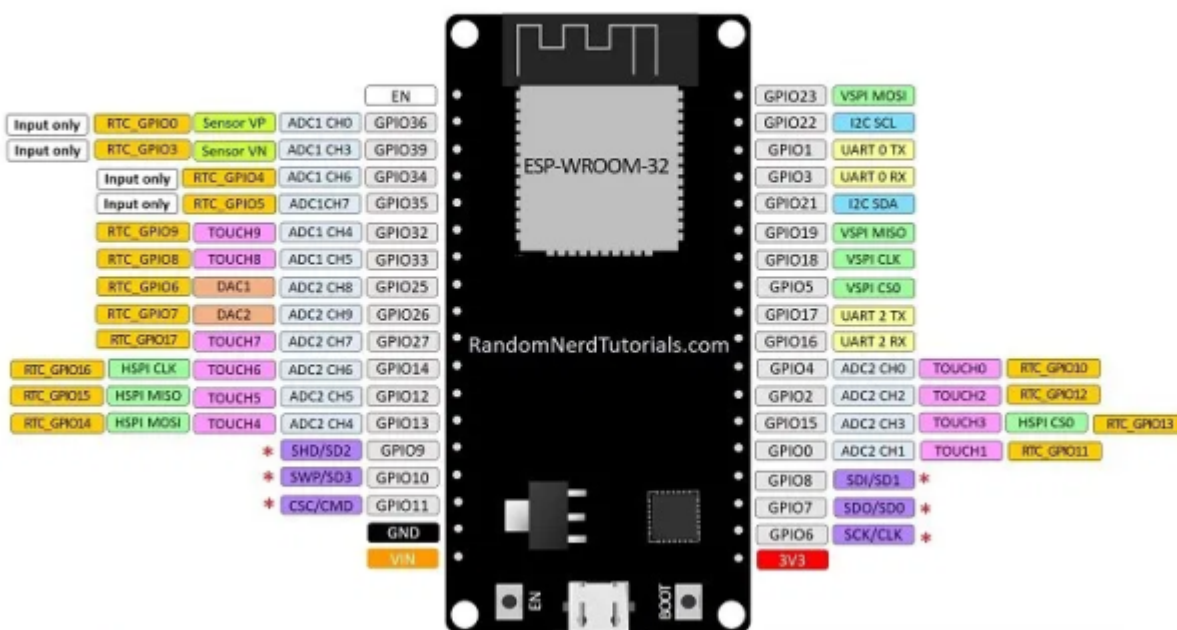 EN
GPIO23 VSPI MOSI
Input only RTC_GPIO0 Sensor VP ADC1 CH0 GPIO36
GPIO22 I2C SCL
Input only RTC_GPIO3 Sensor VN ADC1 CH3 GPIO39
GPIO1 UART 0 TX
Input only RTC_GPIO4 ADC1 CH6 GPIO34
GPIO3 UART 0 RX
Input only RTC_GPIO5 ADC1CH7 GPIO35
GPIO21 I2C SDA
RTC_GPIO9 TOUCH9 ADC1 CH4 GPIO32
GPIO19 VSPI MISO
RTC_GPIO8 TOUCH8 ADC1 CH5 GPIO33
GPIO18 VSPI CLK
RTC_GPIO6 DAC1 ADC2 CH8 GPIO25
GPIO5 VSPI CS0
RTC_GPIO7 DAC2 ADC2 CH9 GPIO26
GPIO17 UART 2 TX
RTC_GPIO17 TOUCH7 ADC2 CH7 GPIO27
GPIO16 UART 2 RX
RTC_GPIO16 HSPI CLK TOUCH6 ADC2 CH6 GPIO14
GPIO4 ADC2 CH0 TOUCH0 RTC_GPIO10
RTC_GPIO15 HSPI MISO TOUCH5 ADC2 CH5 GPIO12
GPIO2 ADC2 CH2 TOUCH2 RTC_GPIO12
RTC_GPIO14 HSPI MOSI TOUCH4 ADC2 CH4 GPIO13
GPIO15 ADC2 CH3 TOUCH3 HSPI CS0 RTC_GPIO13
* SHD/SD2 GPIO9
GPIO0 ADC2 CH1 TOUCH1 RTC_GPIO11
* SWP/SD3 GPIO10
GPIO8 SDI/SD1 *
* CSC/CMD GPIO11
GPIO7 SDO/SD0 *
GND
GPIO6 SCK/CLK *
VIN
3V3
ESP-WROOM-32
RandomNerdTutorials.com
EN
BOOT